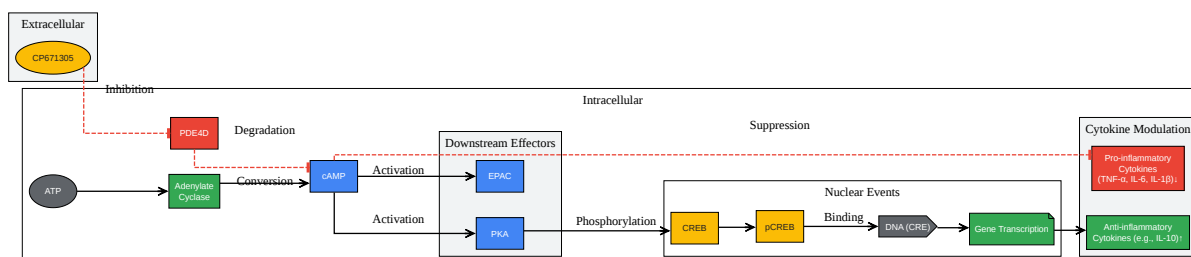 Extracellular
CP671305
Inhibition
Intracellular
PDE4D
Degradation
Suppression
Downstream Effectors
Cytokine Modulation
ATP
Adenylate
Cyclase
Conversion
cAMP
Activation
EPAC
Pro-inflammatory
Cytokines
(TNF-α, IL-6, IL-1β)↓
Activation
PKA
Phosphorylation
Nuclear Events
CREB
pCREB
Binding
DNA (CRE)
Gene Transcription
Anti-inflammatory
Cytokines (e.g., IL-10)↑